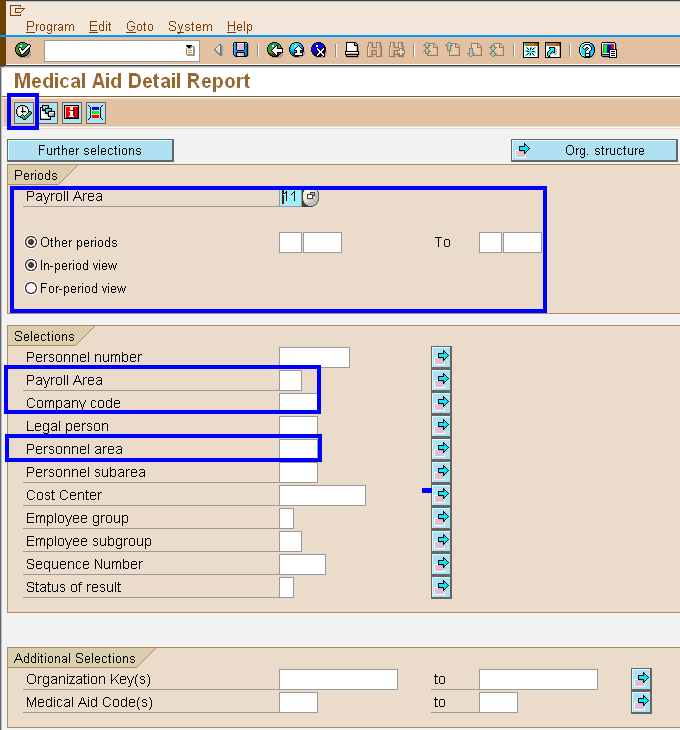 Program Edit Goto System Help
Medical Aid Detail Report
Further selections Org. structure
Periods
Payroll Area 11
Other periods To
In-period view
For-period view
Selections
Personnel number
Payroll Area
Company code
Legal person
Personnel area
Personnel subarea
Cost Center
Employee group
Employee subgroup
Sequence Number
Status of result
Additional Selections
Organization Key(s) to
Medical Aid Code(s) to